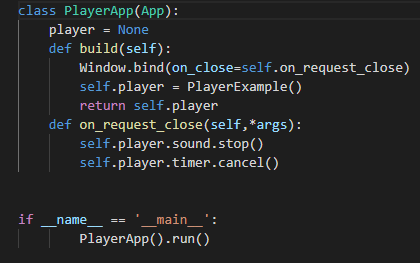 class PlayerApp(App):
    player = None
    def build(self):
        Window.bind(on_close=self.on_request_close)
        self.player = PlayerExample()
        return self.player
    def on_request_close(self,*args):
        self.player.sound.stop()
        self.player.timer.cancel()
if __name__ == '__main__':
        PlayerApp().run()